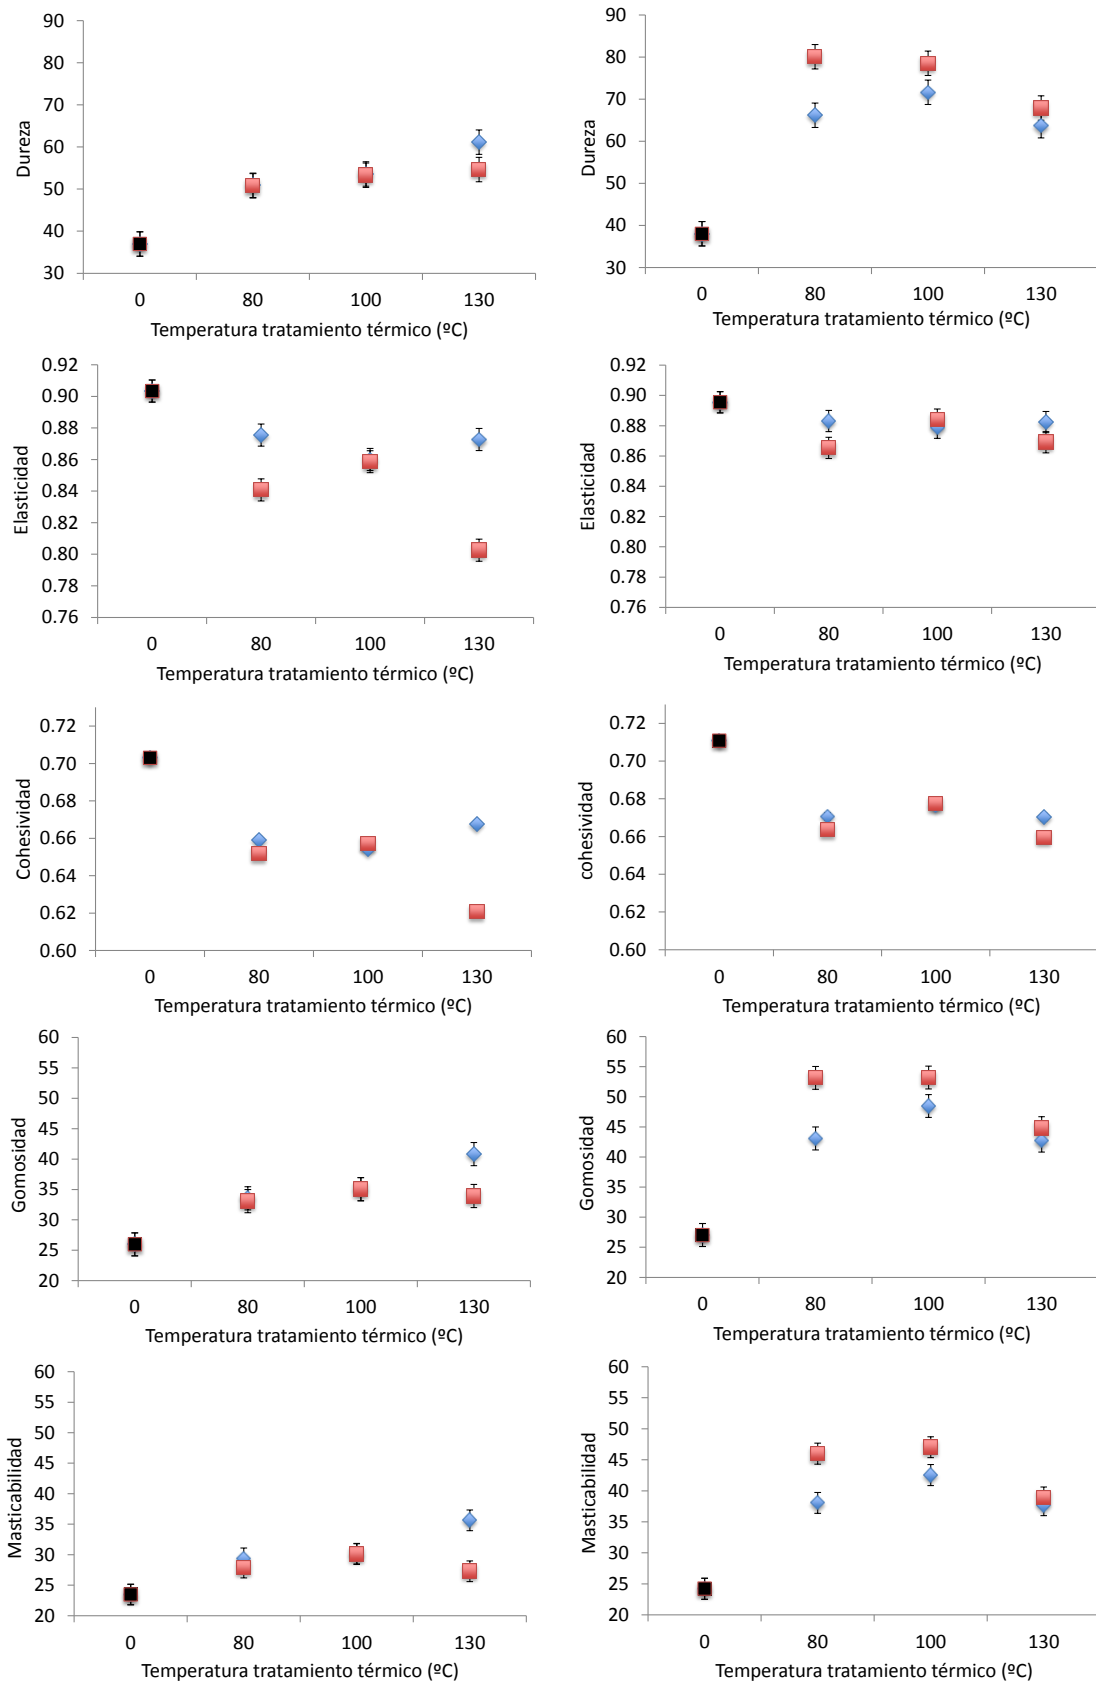 90
80
70
60
50
40
30
Dureza
0 80 100 130
Temperatura tratamiento térmico (ºC)
90
80
70
60
50
40
30
Dureza
0 80 100 130
Temperatura tratamiento térmico (ºC)
0.92
0.90
0.88
0.86
0.84
0.82
0.80
0.78
0.76
Elasticidad
0 80 100 130
Temperatura tratamiento térmico (ºC)
0.92
0.90
0.88
0.86
0.84
0.82
0.80
0.78
0.76
Elasticidad
0 80 100 130
Temperatura tratamiento térmico (ºC)
0.72
0.70
0.68
0.66
0.64
0.62
0.60
Cohesividad
0 80 100 130
Temperatura tratamiento térmico (ºC)
0.72
0.70
0.68
0.66
0.64
0.62
0.60
cohesividad
0 80 100 130
Temperatura tratamiento térmico (ºC)
60
55
50
45
40
35
30
25
20
Gomosidad
0 80 100 130
Temperatura tratamiento térmico (ºC)
60
55
50
45
40
35
30
25
20
Gomosidad
0 80 100 130
Temperatura tratamiento térmico (ºC)
60
55
50
45
40
35
30
25
20
Masticabilidad
0 80 100 130
Temperatura tratamiento térmico (ºC)
60
55
50
45
40
35
30
25
20
Masticabilidad
0 80 100 130
Temperatura tratamiento térmico (ºC)